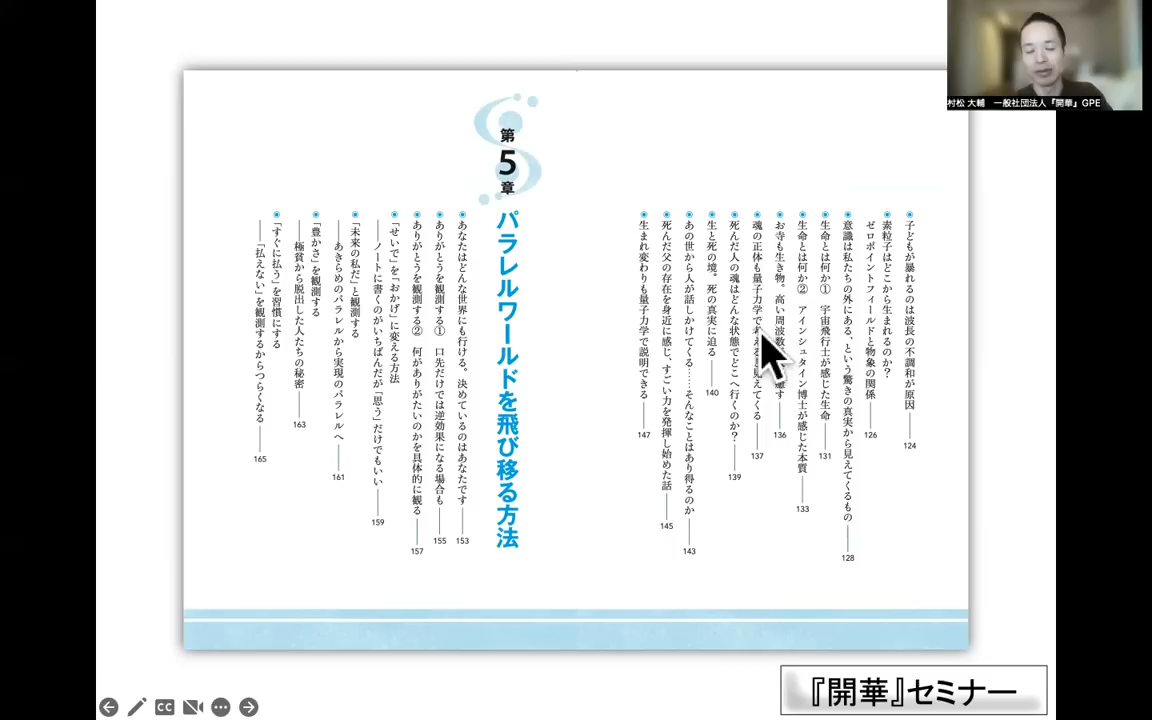 村松 大輔　一般社団法人『開華』GPE
子どもが暴れるのは波長の不調和が原因 124
素粒子はどこから生まれるのか？
ゼロポイントフィールドと物象の関係 126
意識は私たちの外にある、という驚きの真実から見えてくるもの 128
生命とは何か① 宇宙飛行士が感じた生命 131
生命とは何か② アインシュタイン博士が感じた本質 133
お寺も生き物。高い周波数 癒す 136
魂の正体も量子力学で 見えてくる 137
死んだ人の魂はどんな状態でどこへ行くのか？ 139
生と死の境。死の真実に迫る 140
あの世から人が話しかけてくる……そんなことはあり得るのか 143
死んだ父の存在を身近に感じ、すごい力を発揮し始めた話 145
生まれ変わりも量子力学で説明できる 147
第5章 パラレルワールドを飛び移る方法
あなたはどんな世界にも行ける。決めているのはあなたです 153
ありがとうを観測する① 口先だけでは逆効果になる場合も 155
ありがとうを観測する② 何がありがたいのかを具体的に観る 157
「せいで」を「おかげ」に変える方法
―ノートに書くのがいちばんだが「思う」だけでもいい 159
「未来の私だ」と観測する
―あきらめのパラレルから実現のパラレルへ 161
「豊かさ」を観測する
―極貧から脱出した人たちの秘密 163
「すぐに払う」を習慣にする
―「払えない」を観測するからつらくなる 165
CC
『開華』セミナー